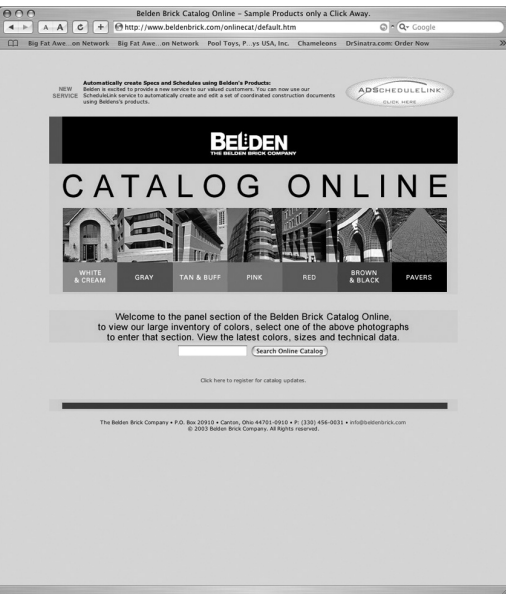 Belden Brick Catalog Online – Sample Products only a Click Away.
A A C + http://www.beldenbrick.com/onlinecat/default.htm Q- Google
Big Fat Awe...on Network Big Fat Awe...on Network Pool Toys, P...ys USA, Inc. Chameleons DrSinatra.com: Order Now »
NEW SERVICE
Automatically create Specs and Schedules using Belden's Products:
Belden is excited to provide a new service to our valued customers. You can now use our
ScheduleLink service to automatically create and edit a set of coordinated construction documents
using Beldens's products.
ADSCHEDULELINK™
CLICK HERE
BELDEN
THE BELDEN BRICK COMPANY
CATALOG ONLINE
WHITE & CREAM
GRAY
TAN & BUFF
PINK
RED
BROWN & BLACK
PAVERS
Welcome to the panel section of the Belden Brick Catalog Online,
to view our large inventory of colors, select one of the above photographs
to enter that section. View the latest colors, sizes and technical data.
Search Online Catalog
Click here to register for catalog updates.
The Belden Brick Company • P.O. Box 20910 • Canton, Ohio 44701-0910 • P: (330) 456-0031 • info@beldenbrick.com
© 2003 Belden Brick Company. All Rights reserved.